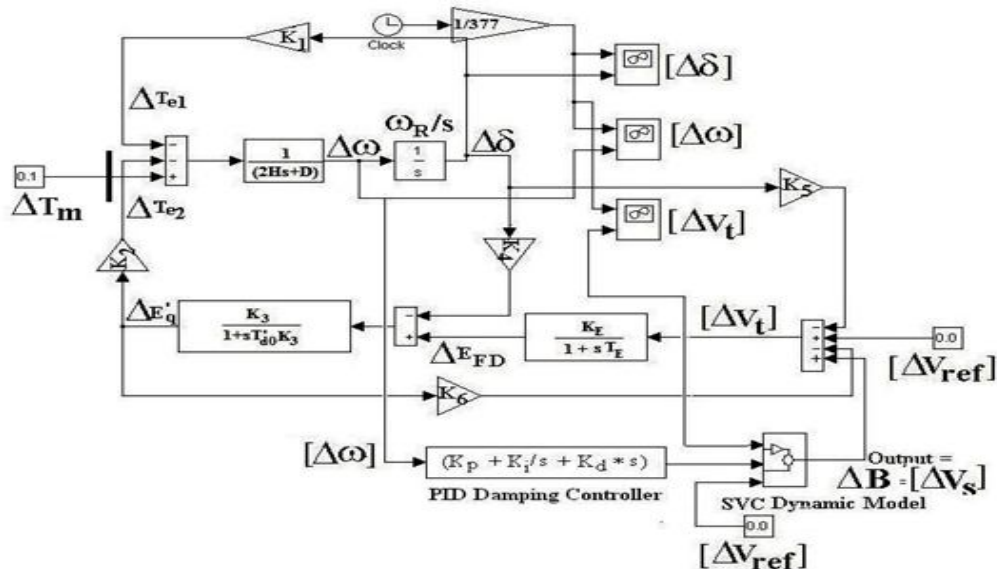 1/377
Clock
K1
[Δδ]
ΔTe1
[Δω]
ωR/s
0.1
ΔTm
1
(2Hs+D)
Δω
1
s
Δδ
K5
ΔTe2
[ΔVt]
K2
K4
ΔE'q
K3
1+sT'd0K3
ΔEFD
KE
1 + sTE
[ΔVt]
0.0
[ΔVref]
K6
[Δω]
(Kp + Ki/s + Kd*s)
PID Damping Controller
Output =
ΔB = [ΔVs]
SVC Dynamic Model
0.0
[ΔVref]